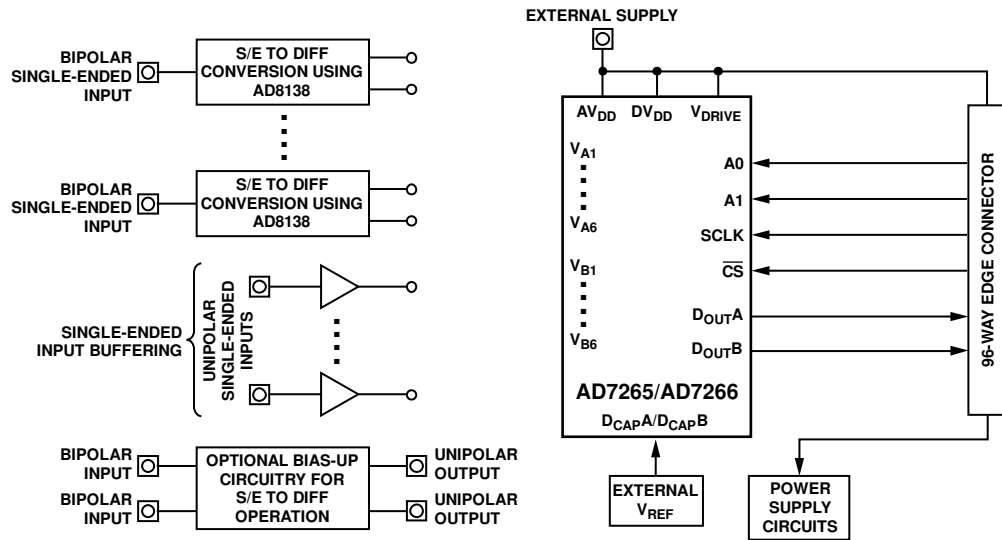 BIPOLAR
SINGLE-ENDED
INPUT
S/E TO DIFF
CONVERSION USING
AD8138
BIPOLAR
SINGLE-ENDED
INPUT
S/E TO DIFF
CONVERSION USING
AD8138
SINGLE-ENDED
INPUT BUFFERING
UNIPOLAR
SINGLE-ENDED
INPUTS
BIPOLAR
INPUT
BIPOLAR
INPUT
OPTIONAL BIAS-UP
CIRCUITRY FOR
S/E TO DIFF
OPERATION
UNIPOLAR
OUTPUT
UNIPOLAR
OUTPUT
EXTERNAL SUPPLY
AVDD DVDD VDRIVE
VA1
VA6
VB1
VB6
A0
A1
SCLK
C̅S̅
DOUTA
DOUTB
AD7265/AD7266
DCAPA/DCAPB
EXTERNAL
VREF
96-WAY EDGE CONNECTOR
POWER
SUPPLY
CIRCUITS